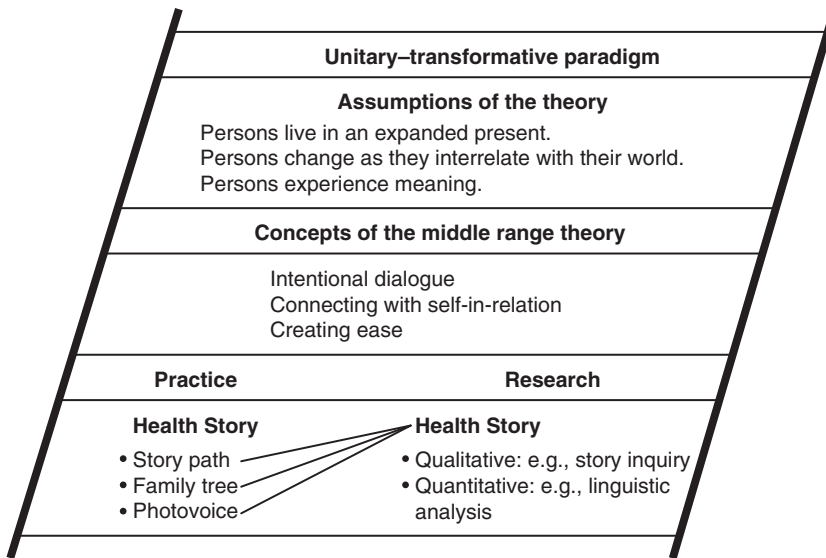 Unitary–transformative paradigm
Assumptions of the theory
Persons live in an expanded present.
Persons change as they interrelate with their world.
Persons experience meaning.
Concepts of the middle range theory
Intentional dialogue
Connecting with self-in-relation
Creating ease
Practice
Research
Health Story
• Story path
• Family tree
• Photovoice
Health Story
• Qualitative: e.g., story inquiry
• Quantitative: e.g., linguistic
analysis